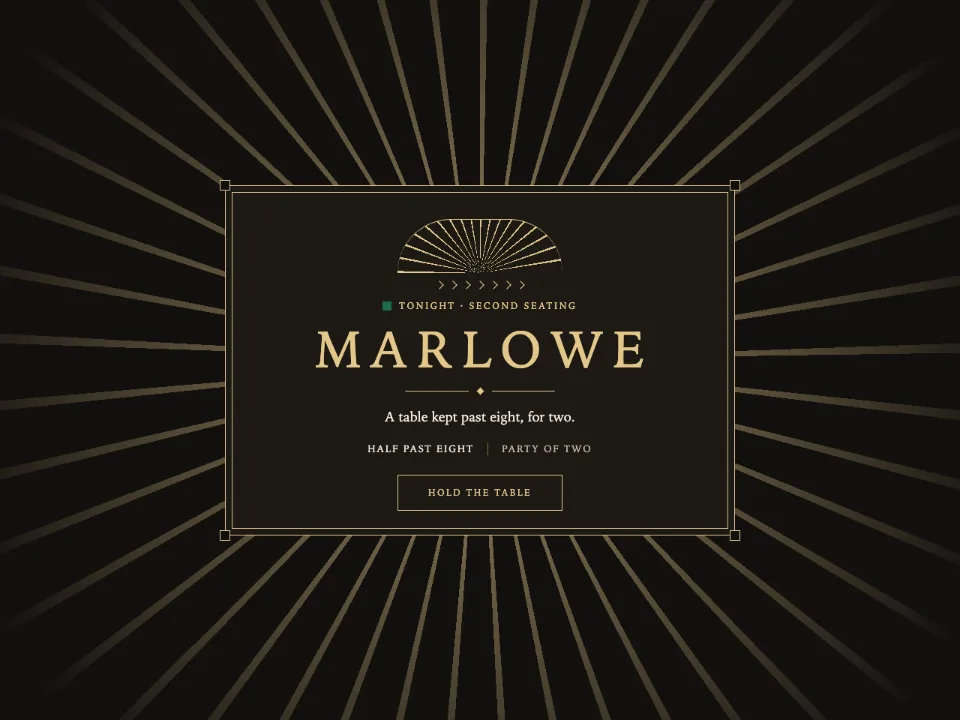 TONIGHT · SECOND SEATING
MARLOWE
A table kept past eight, for two.
HALF PAST EIGHT | PARTY OF TWO
HOLD THE TABLE